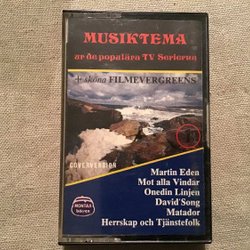 MUSIKTEMA
ur de populära TV Serierna
+ sköna FILMEVERGREENS
COVERVERSION
Martin Eden
Mot alla Vindar
Onedin Linjen
David' Song
Matador
Herrskap och Tjänstefolk
MONTAS